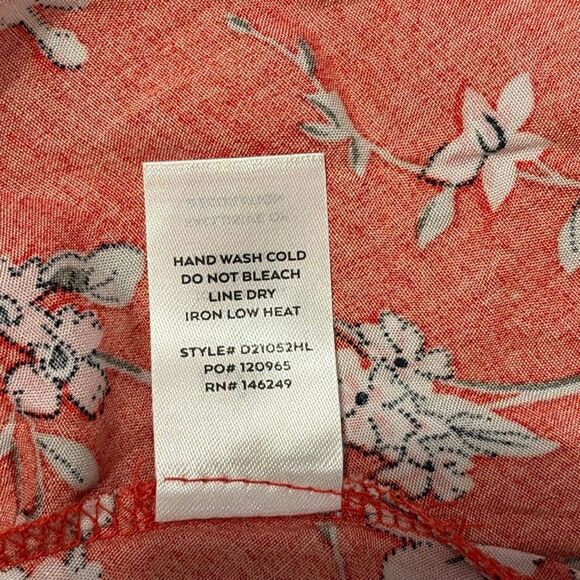 HAND WASH COLD
DO NOT BLEACH
LINE DRY
IRON LOW HEAT
STYLE# D21052HL
PO# 120965
RN# 146249